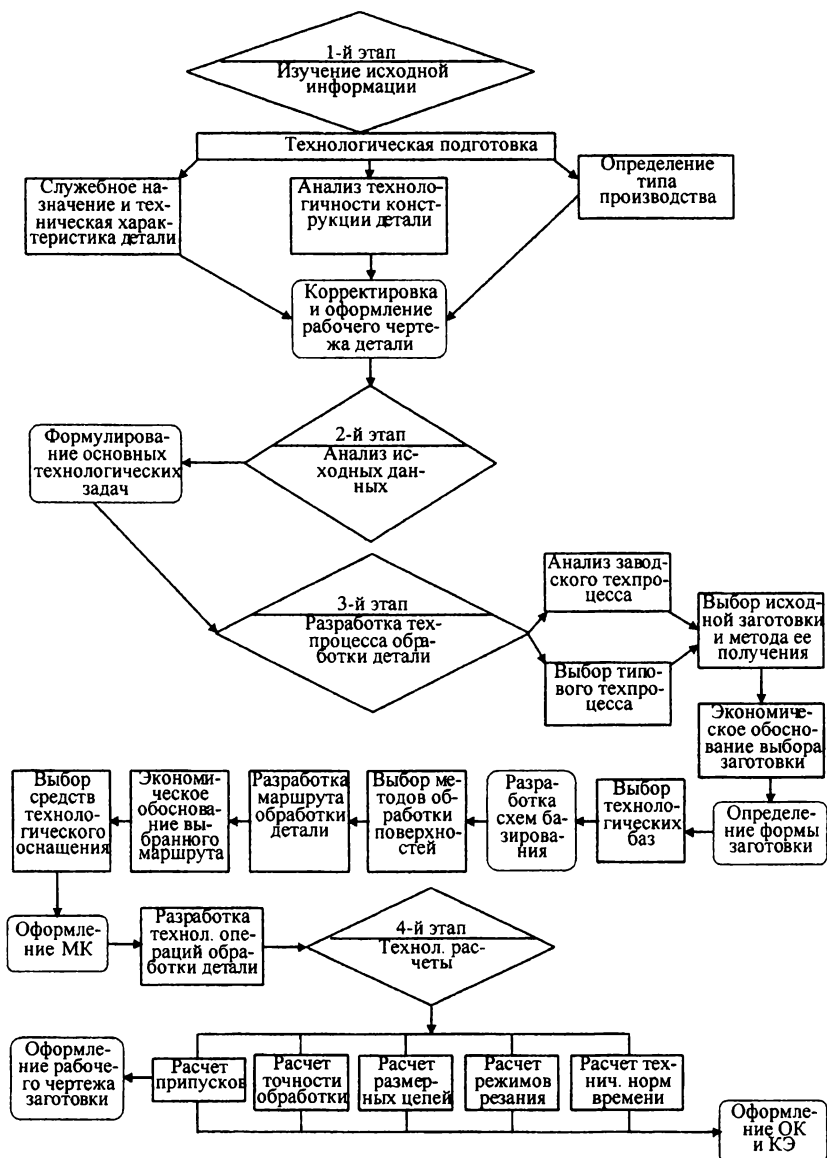 1-й этап
Изучение исходной
информации
Технологическая подготовка
Служебное на-
значение и тех-
ническая харак-
теристика детали
Анализ техноло-
гичности конст-
рукции детали
Определение
типа
производства
Корректировка
и оформление
рабочего черте-
жа детали
2-й этап
Анализ ис-
ходных дан-
ных
Формулирова-
ние основных
технологических
задач
3-й этап
Разработка тех-
процесса обра-
ботки детали
Анализ завод-
ского техпро-
цесса
Выбор типо-
вого техпро-
цесса
Выбор исход-
ной заготовки
и метода ее
получения
Экономиче-
ское обосно-
вание выбора
заготовки
Определение формы
заготовки
Выбор
техноло-
гических
баз
Разра-
ботка
схем ба-
зирова-
ния
Выбор ме-
тодов об-
работки
поверхно-
стей
Разработка
маршрута
обработки
детали
Экономи-
ческое
обоснова-
ние вы-
бранного
маршрута
Выбор
средств
техноло-
гического
оснащения
Оформле-
ние МК
Разработка
технол. опе-
раций обра-
ботки детали
4-й этап
Технол. рас-
четы
Оформле-
ние рабоче-
го чертежа
заготовки
Расчет
припусков
Расчет
точности
обработки
Расчет
размер-
ных цепей
Расчет
режимов
резания
Расчет тех-
нич. норм
времени
Оформле-
ние ОК
и КЭ